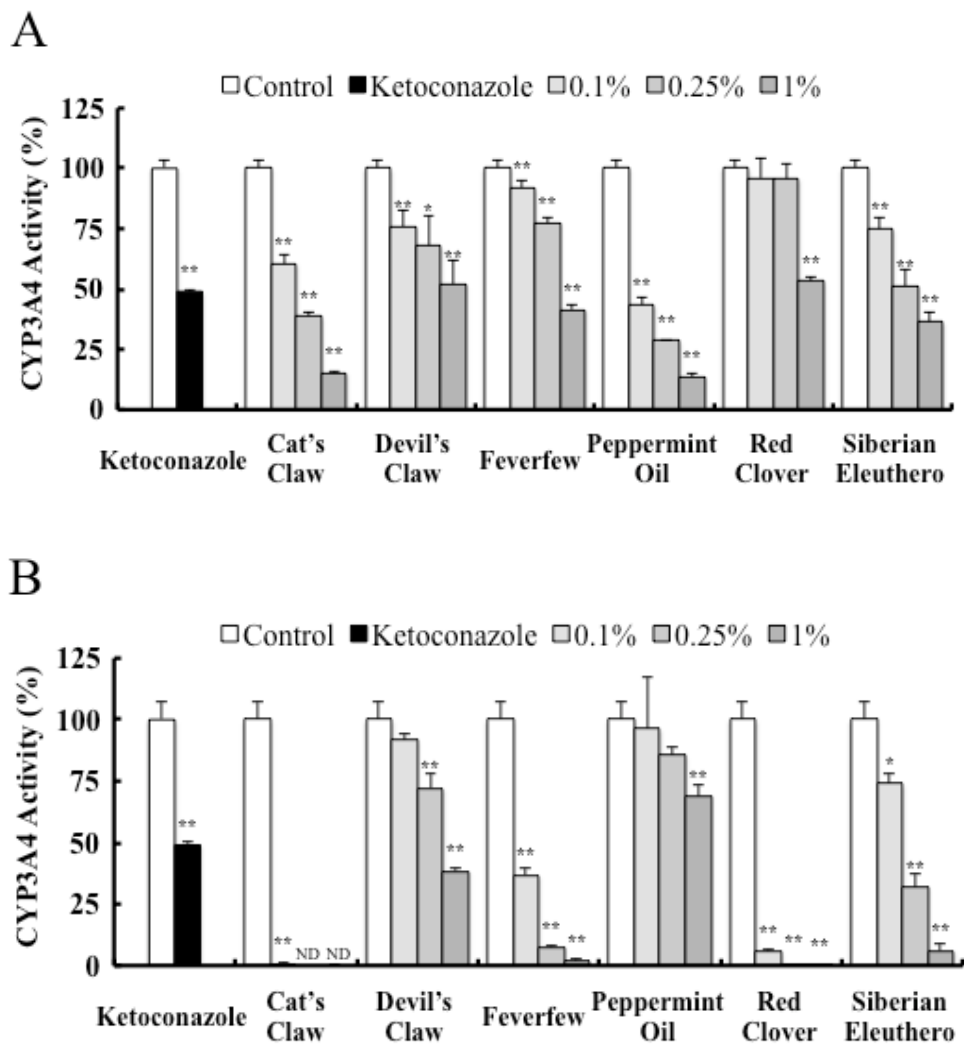 A
Control Ketoconazole 0.1% 0.25% 1%
CYP3A4 Activity (%)
125
100
75
50
25
0
**
** ** **
** * **
** ** **
** ** **
**
** ** **
Ketoconazole
Cat's
Claw
Devil's
Claw
Feverfew
Peppermint
Oil
Red
Clover
Siberian
Eleuthero
B
Control Ketoconazole 0.1% 0.25% 1%
CYP3A4 Activity (%)
125
100
75
50
25
0
**
** ND ND
** **
** ** **
**
** ** **
* ** **
Ketoconazole
Cat's
Claw
Devil's
Claw
Feverfew
Peppermint
Oil
Red
Clover
Siberian
Eleuthero